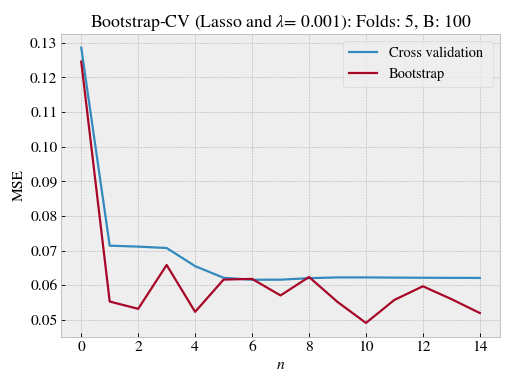 Bootstrap-CV (Lasso and λ= 0.001): Folds: 5, B: 100
Cross validation
Bootstrap
MSE
0.13
0.12
0.11
0.10
0.09
0.08
0.07
0.06
0.05
0 2 4 6 8 10 12 14
n